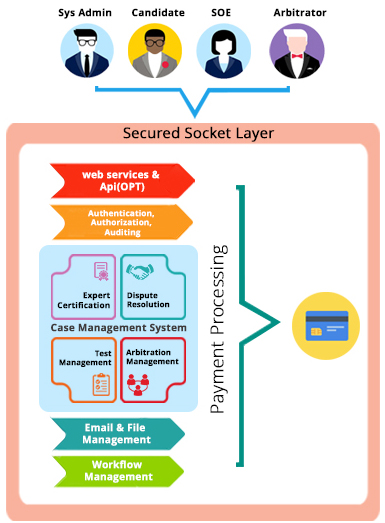 Sys Admin Candidate SOE Arbitrator
Secured Socket Layer
web services &
Api(OPT)
Authentication,
Authorization,
Auditing
Expert
Certification
Dispute
Resolution
Case Management System
Test
Management
Arbitration
Management
Email & File
Management
Workflow
Management
Payment Processing